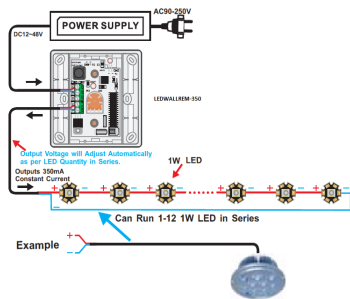 AC90-250V
POWER SUPPLY
DC12~48V
LEDWALLREM-350
Output Voltage will Adjust Automatically
as per LED Quantity in Series.
Outputs 350mA
Constant Current
1W LED
+ - + - + - + - + - + -
-
Can Run 1-12 1W LED in Series
Example
+
-